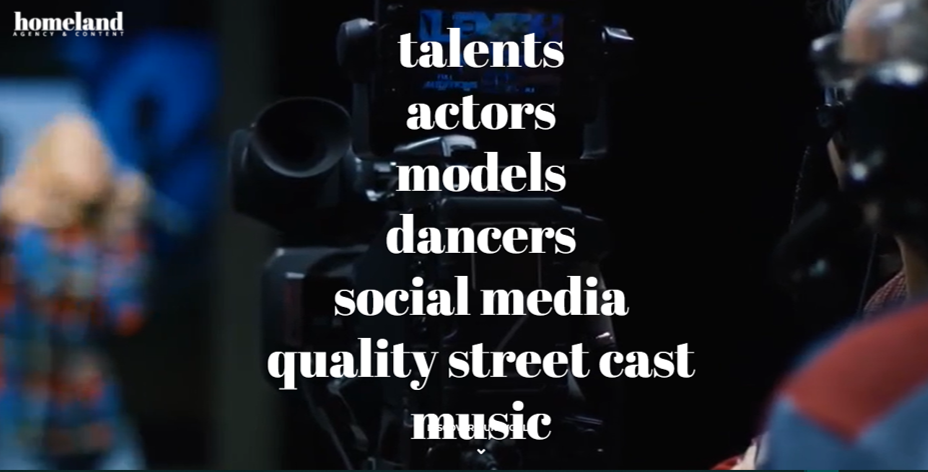 homeland
AGENCY & CONTENT
talents
actors
models
dancers
social media
quality street cast
music